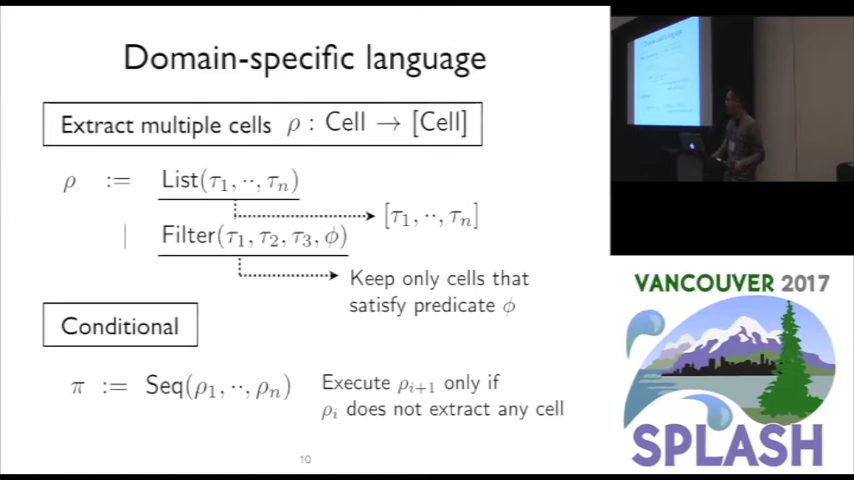 Domain-specific language
Extract multiple cells ρ : Cell → [Cell]
ρ := List(τ₁, ··, τₙ)
[τ₁, ··, τₙ]
| Filter(τ₁, τ₂, τ₃, ϕ)
Keep only cells that
satisfy predicate ϕ
Conditional
π := Seq(ρ₁, ··, ρₙ)
Execute ρᵢ₊₁ only if
ρᵢ does not extract any cell
10
VANCOUVER 2017
SPLASH